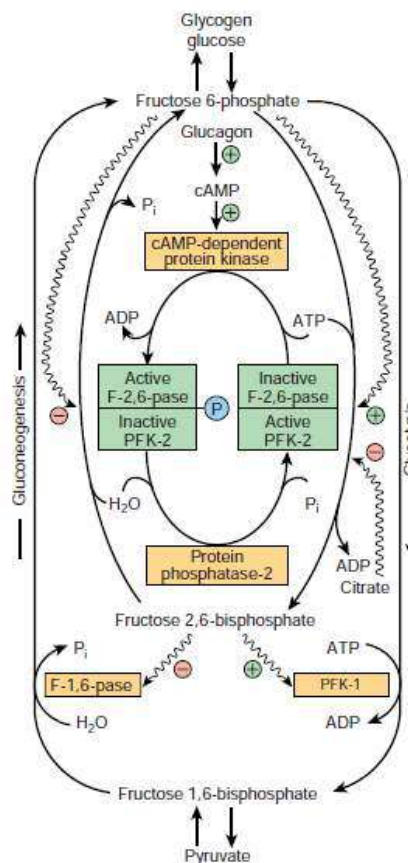 Glycogen
glucose
Fructose 6-phosphate
Glucagon
+
Pi
cAMP
+
cAMP-dependent
protein kinase
ADP
ATP
Active
F-2,6-pase
Inactive
PFK-2
P
Inactive
F-2,6-pase
Active
PFK-2
−
+
−
Gluconeogenesis
H2O
Pi
Protein
phosphatase-2
ADP
Citrate
Fructose 2,6-bisphosphate
Pi
−
+
ATP
F-1,6-pase
PFK-1
H2O
ADP
Fructose 1,6-bisphosphate
Pyruvate